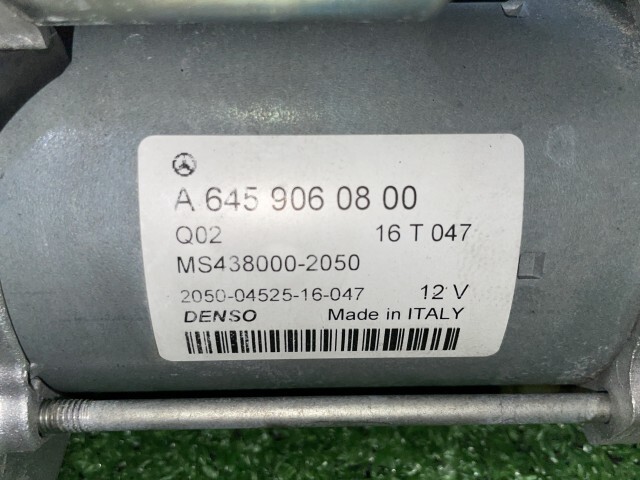 A 645 906 08 00
Q02 16 T 047
MS438000-2050
2050-04525-16-047 12 V
DENSO Made in ITALY